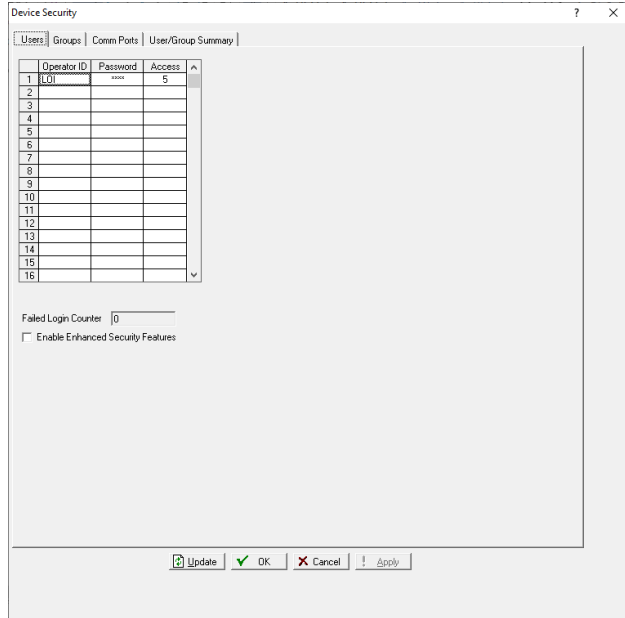 Device Security ? ×
Users Groups Comm Ports User/Group Summary
Operator ID Password Access
1 LOI **** 5
2
3
4
5
6
7
8
9
10
11
12
13
14
15
16
Failed Login Counter 0
Enable Enhanced Security Features
Update OK Cancel ! Apply